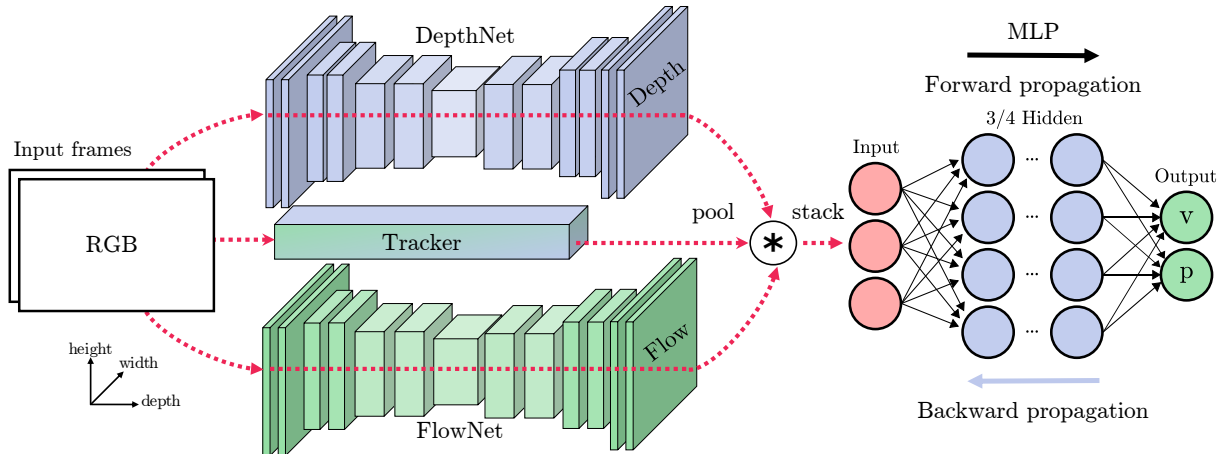 DepthNet
Depth
Input frames
RGB
Tracker
pool
*
stack
Flow
FlowNet
height
width
depth
MLP
Forward propagation
3/4 Hidden
Input
...
...
...
...
Output
v
p
Backward propagation